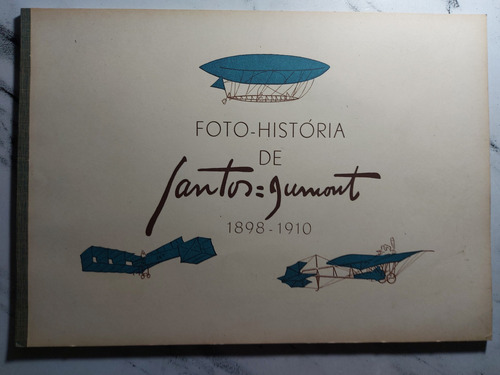 FOTO-HISTÓRIA
DE
Santos=Dumont
1898-1910